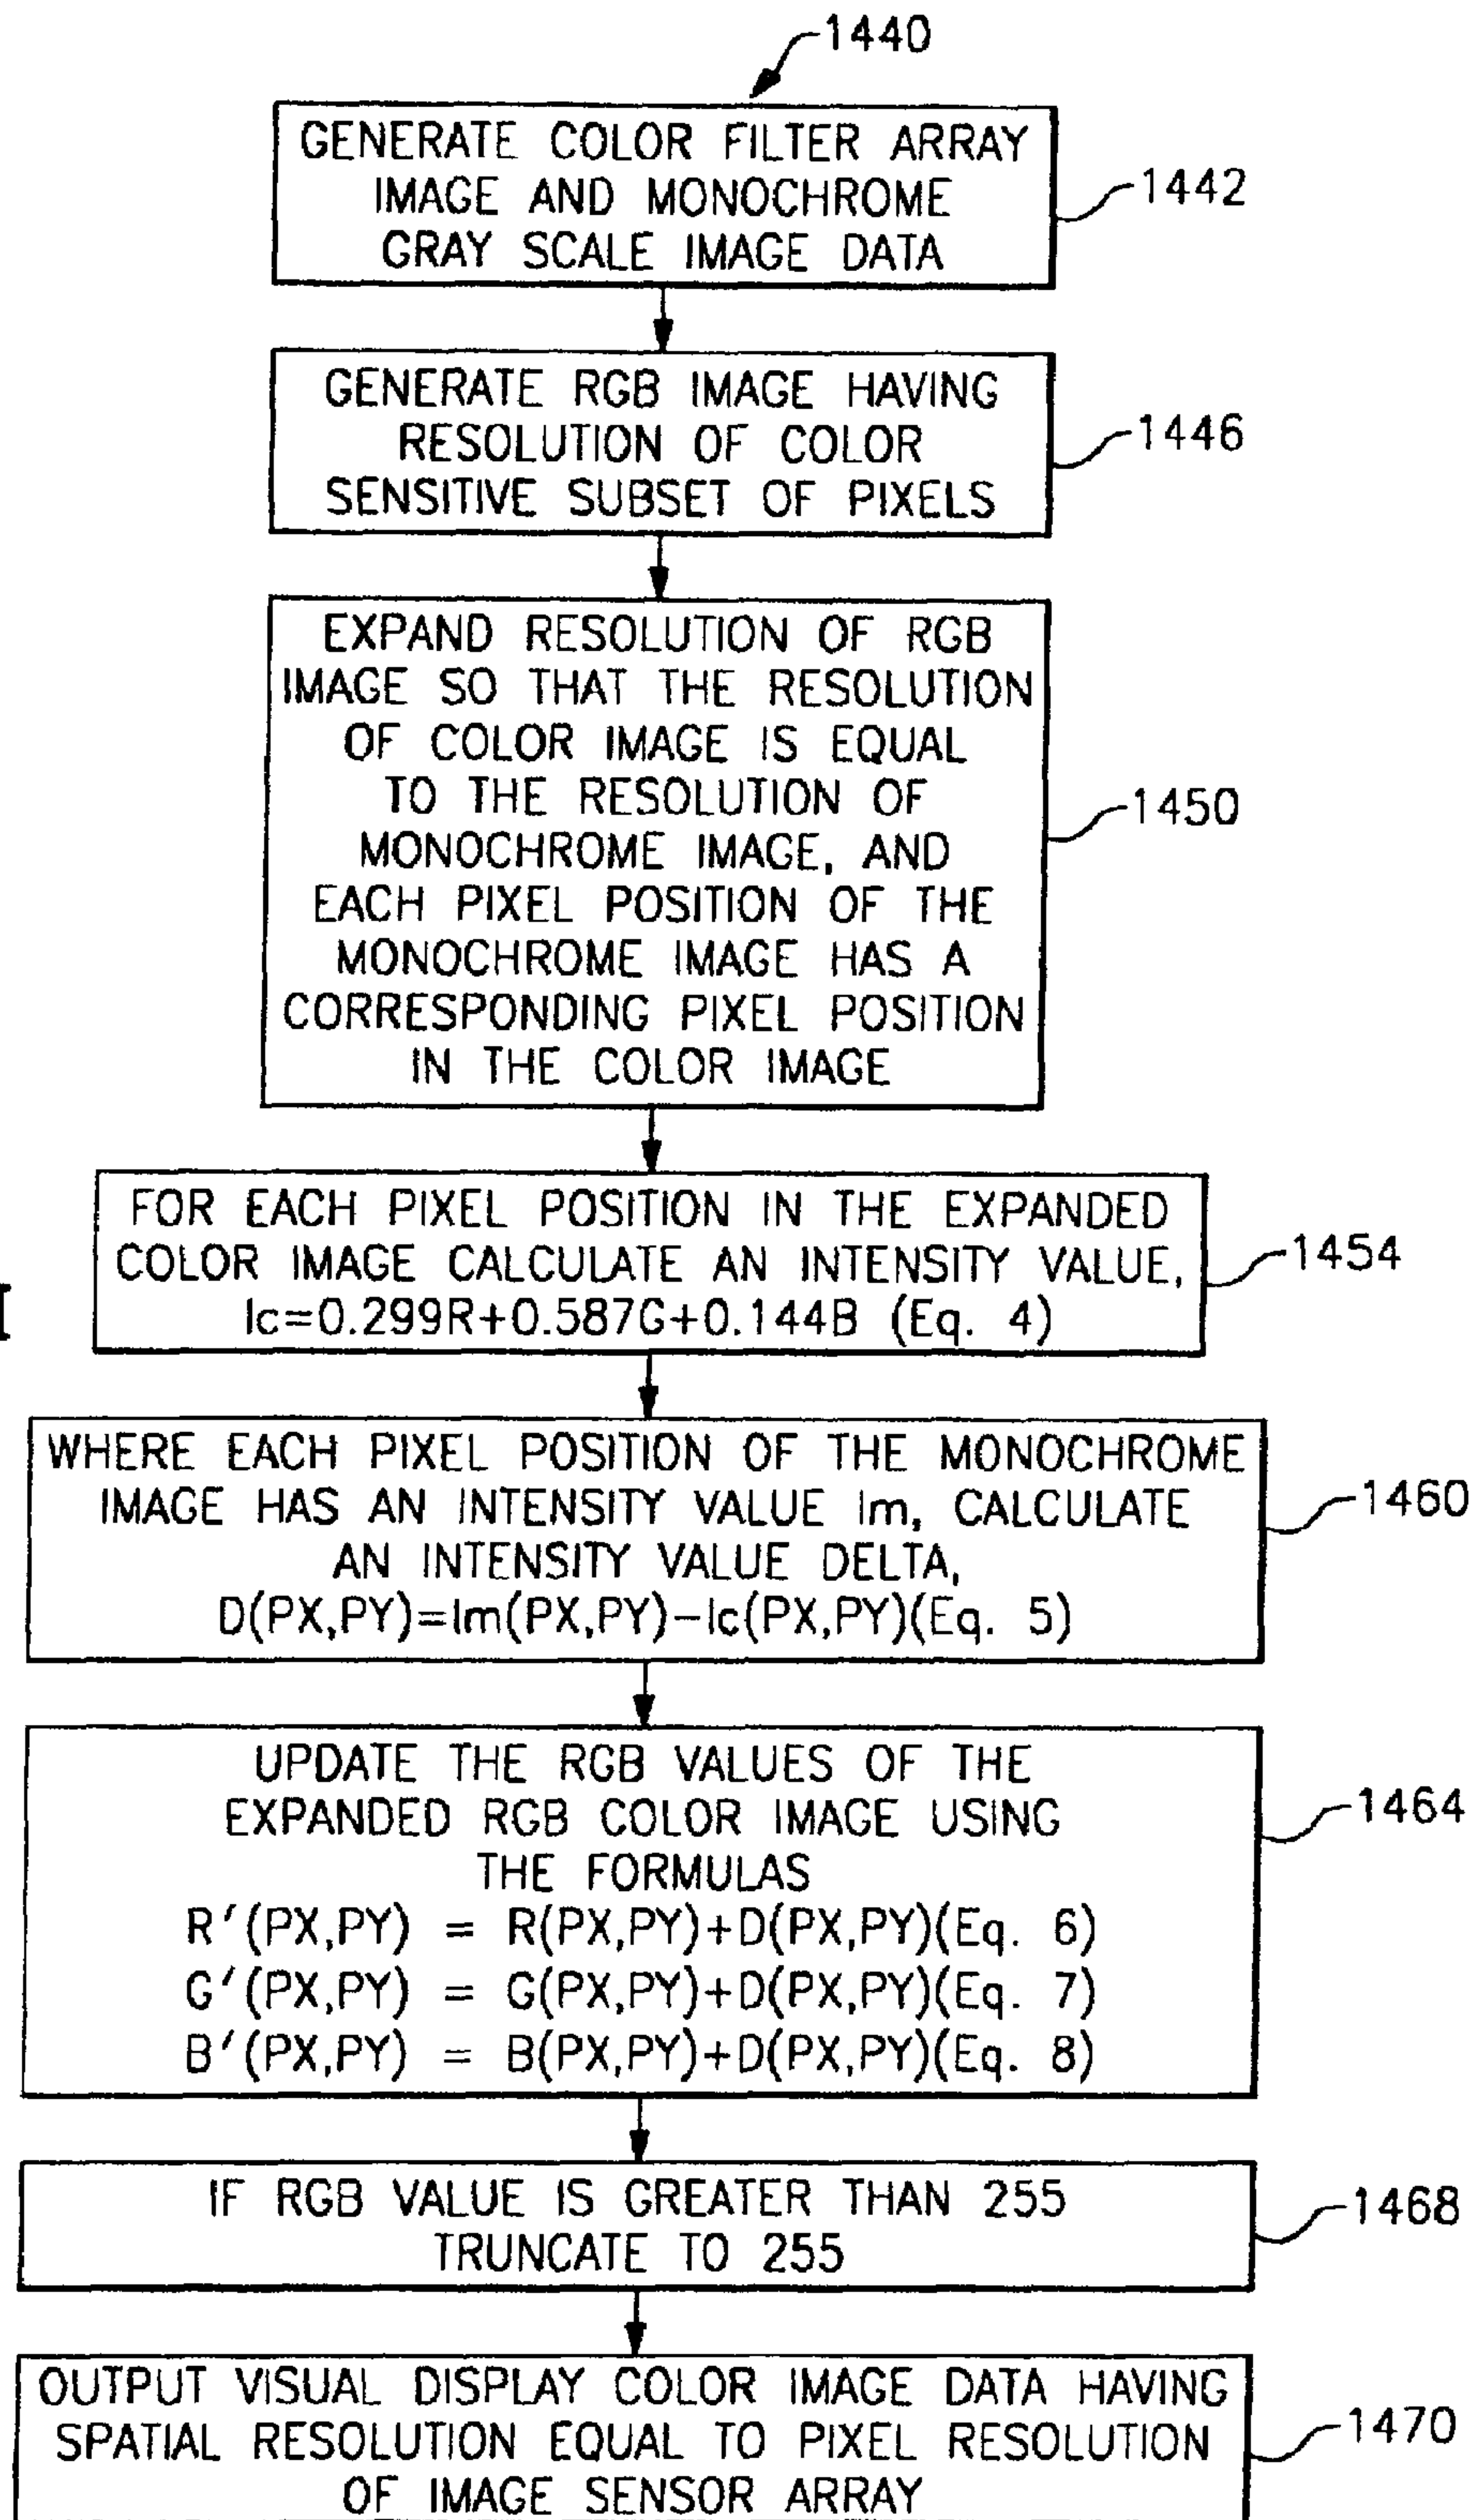 1440
GENERATE COLOR FILTER ARRAY
IMAGE AND MONOCHROME
GRAY SCALE IMAGE DATA
1442
GENERATE RGB IMAGE HAVING
RESOLUTION OF COLOR
SENSITIVE SUBSET OF PIXELS
1446
EXPAND RESOLUTION OF RGB
IMAGE SO THAT THE RESOLUTION
OF COLOR IMAGE IS EQUAL
TO THE RESOLUTION OF
MONOCHROME IMAGE, AND
EACH PIXEL POSITION OF THE
MONOCHROME IMAGE HAS A
CORRESPONDING PIXEL POSITION
IN THE COLOR IMAGE
1450
FOR EACH PIXEL POSITION IN THE EXPANDED
COLOR IMAGE CALCULATE AN INTENSITY VALUE,
Ic=0.299R+0.587G+0.144B (Eq. 4)
1454
WHERE EACH PIXEL POSITION OF THE MONOCHROME
IMAGE HAS AN INTENSITY VALUE Im, CALCULATE
AN INTENSITY VALUE DELTA,
D(PX,PY)=Im(PX,PY)-Ic(PX,PY)(Eq. 5)
1460
UPDATE THE RGB VALUES OF THE
EXPANDED RGB COLOR IMAGE USING
THE FORMULAS
R'(PX,PY) = R(PX,PY)+D(PX,PY)(Eq. 6)
G'(PX,PY) = G(PX,PY)+D(PX,PY)(Eq. 7)
B'(PX,PY) = B(PX,PY)+D(PX,PY)(Eq. 8)
1464
IF RGB VALUE IS GREATER THAN 255
TRUNCATE TO 255
1468
OUTPUT VISUAL DISPLAY COLOR IMAGE DATA HAVING
SPATIAL RESOLUTION EQUAL TO PIXEL RESOLUTION
OF IMAGE SENSOR ARRAY
1470